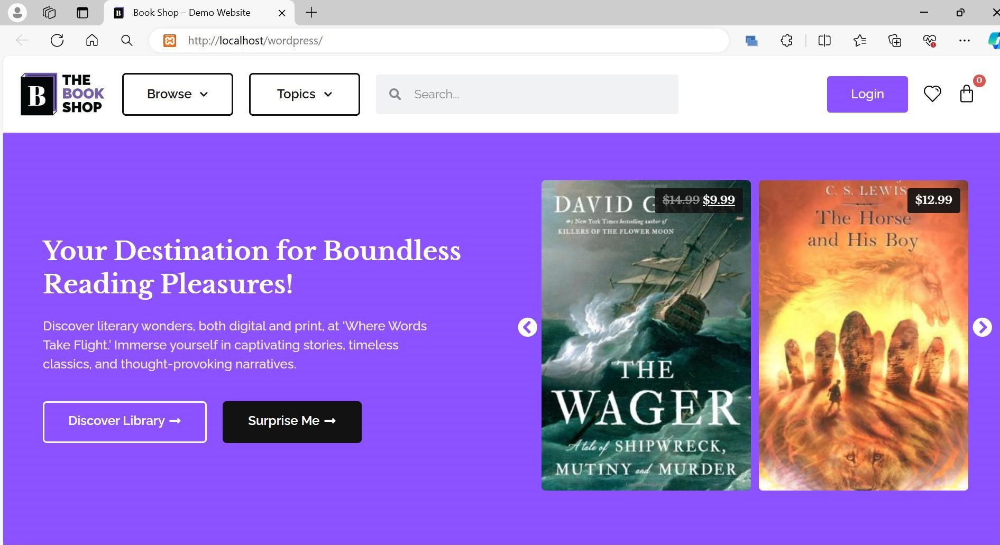 Book Shop – Demo Website
http://localhost/wordpress/
B
THE
BOOK
SHOP
Browse
Topics
Search...
Login
0
Your Destination for Boundless
Reading Pleasures!
Discover literary wonders, both digital and print, at ‘Where Words
Take Flight.’ Immerse yourself in captivating stories, timeless
classics, and thought-provoking narratives.
Discover Library
Surprise Me
DAVID GRANN
$14.99 $9.99
#1 New York Times bestselling author of
KILLERS OF THE FLOWER MOON
THE
WAGER
A tale of SHIPWRECK,
MUTINY and MURDER
C. S. LEWIS
$12.99
The Horse
and His Boy